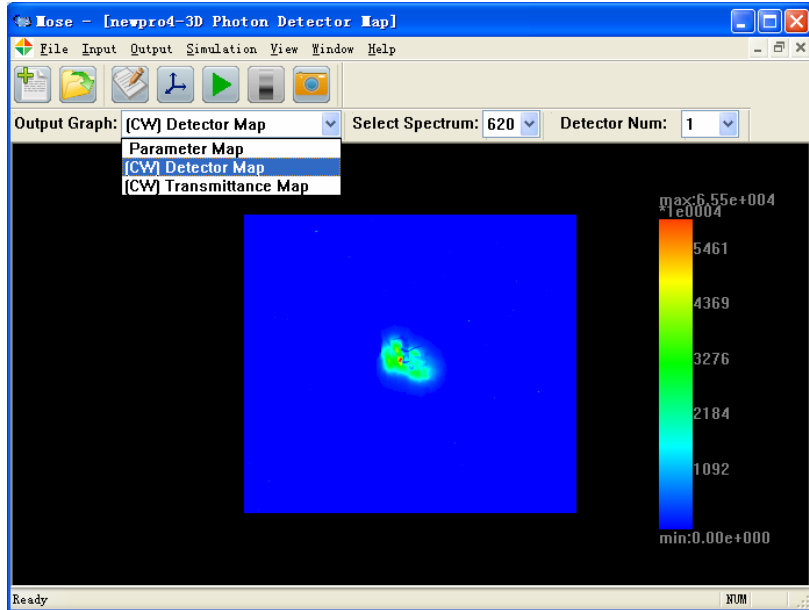 Mose - [newpro4-3D Photon Detector Map]
File Input Output Simulation View Window Help
Output Graph: (CW) Detector Map Select Spectrum: 620 Detector Num: 1
Parameter Map
(CW) Detector Map
(CW) Transmittance Map
max:6.55e+004
*1e0004
5461
4369
3276
2184
1092
min:0.00e+000
Ready NUM